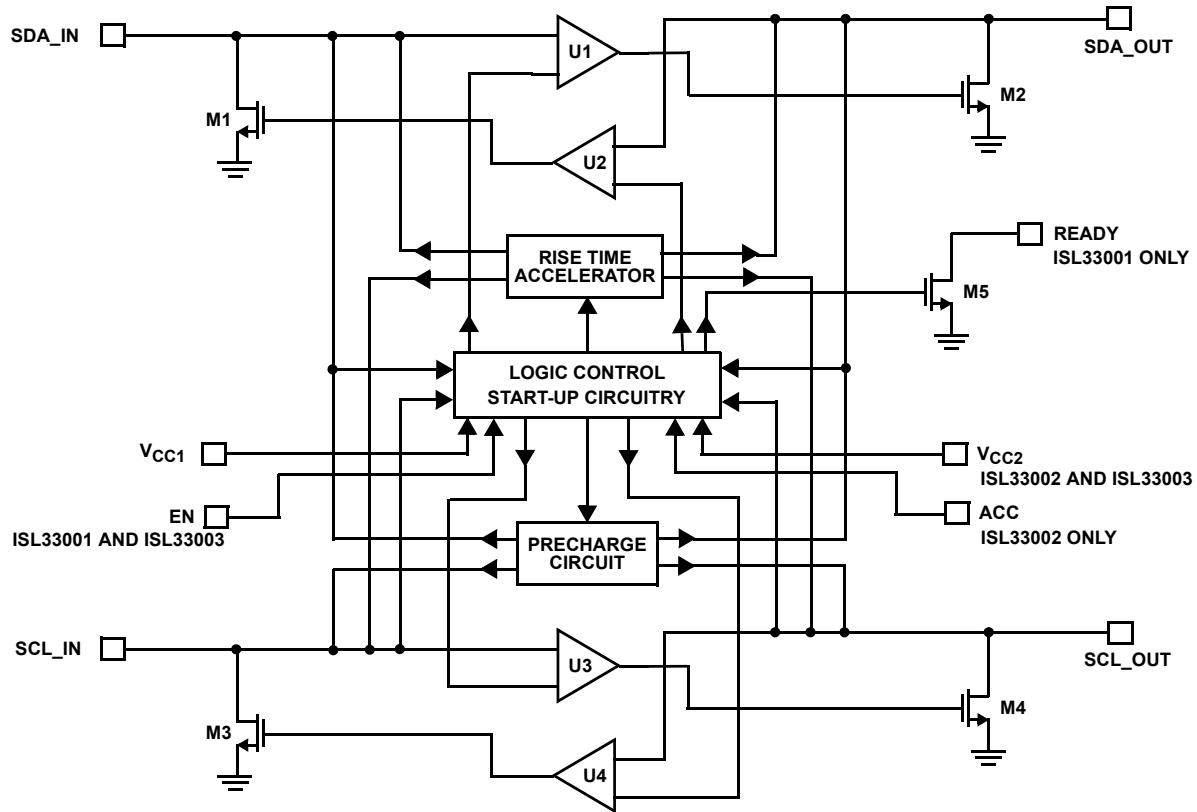 SDA_IN
U1
SDA_OUT
M1
M2
U2
RISE TIME
ACCELERATOR
READY
ISL33001 ONLY
M5
LOGIC CONTROL
START-UP CIRCUITRY
VCC1
VCC2
ISL33002 AND ISL33003
EN
ISL33001 AND ISL33003
ACC
ISL33002 ONLY
PRECHARGE
CIRCUIT
SCL_IN
U3
SCL_OUT
M3
M4
U4